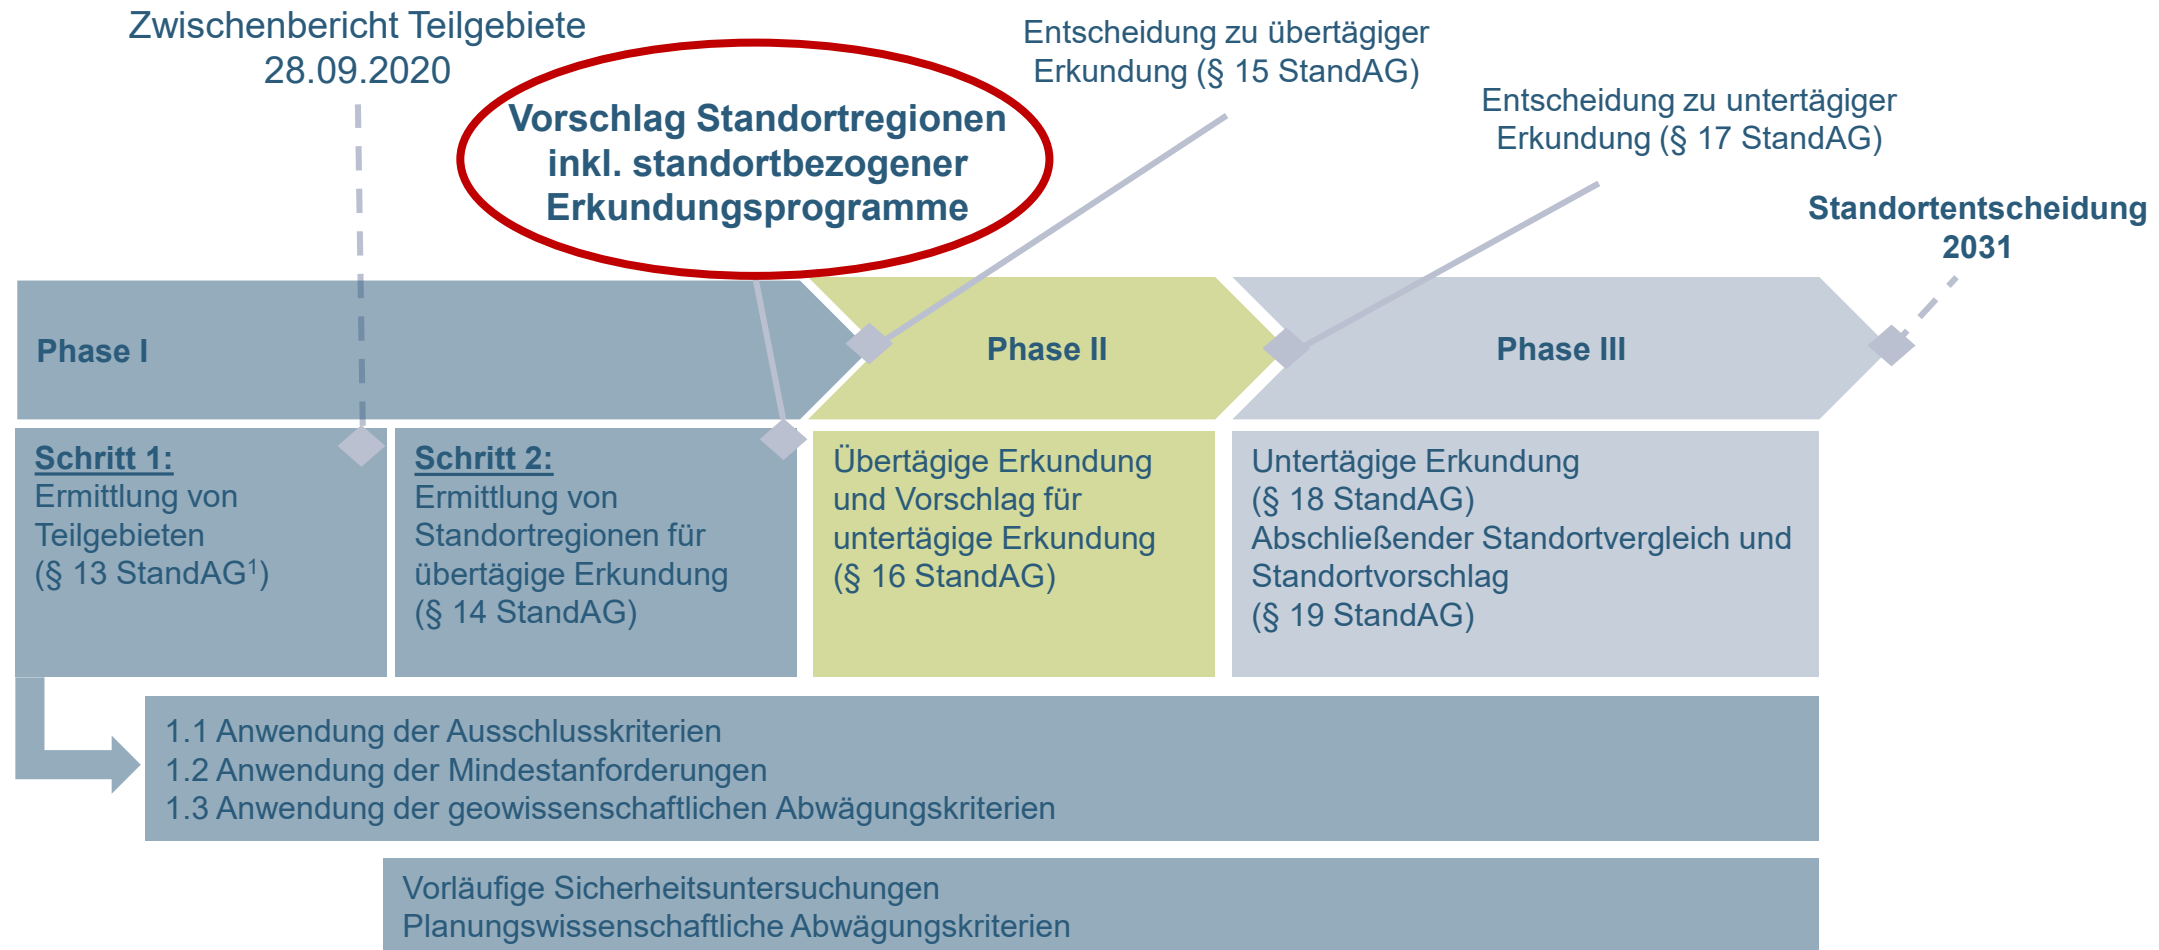 Zwischenbericht Teilgebiete
28.09.2020
Vorschlag Standortregionen
inkl. standortbezogener
Erkundungsprogramme
Entscheidung zu übertägiger
Erkundung (§ 15 StandAG)
Entscheidung zu untertägiger
Erkundung (§ 17 StandAG)
Standortentscheidung
2031
Phase I
Phase II
Phase III
Schritt 1:
Ermittlung von
Teilgebieten
(§ 13 StandAG¹)
Schritt 2:
Ermittlung von
Standortregionen für
übertägige Erkundung
(§ 14 StandAG)
Übertägige Erkundung
und Vorschlag für
untertägige Erkundung
(§ 16 StandAG)
Untertägige Erkundung
(§ 18 StandAG)
Abschließender Standortvergleich und
Standortvorschlag
(§ 19 StandAG)
1.1 Anwendung der Ausschlusskriterien
1.2 Anwendung der Mindestanforderungen
1.3 Anwendung der geowissenschaftlichen Abwägungskriterien
Vorläufige Sicherheitsuntersuchungen
Planungswissenschaftliche Abwägungskriterien